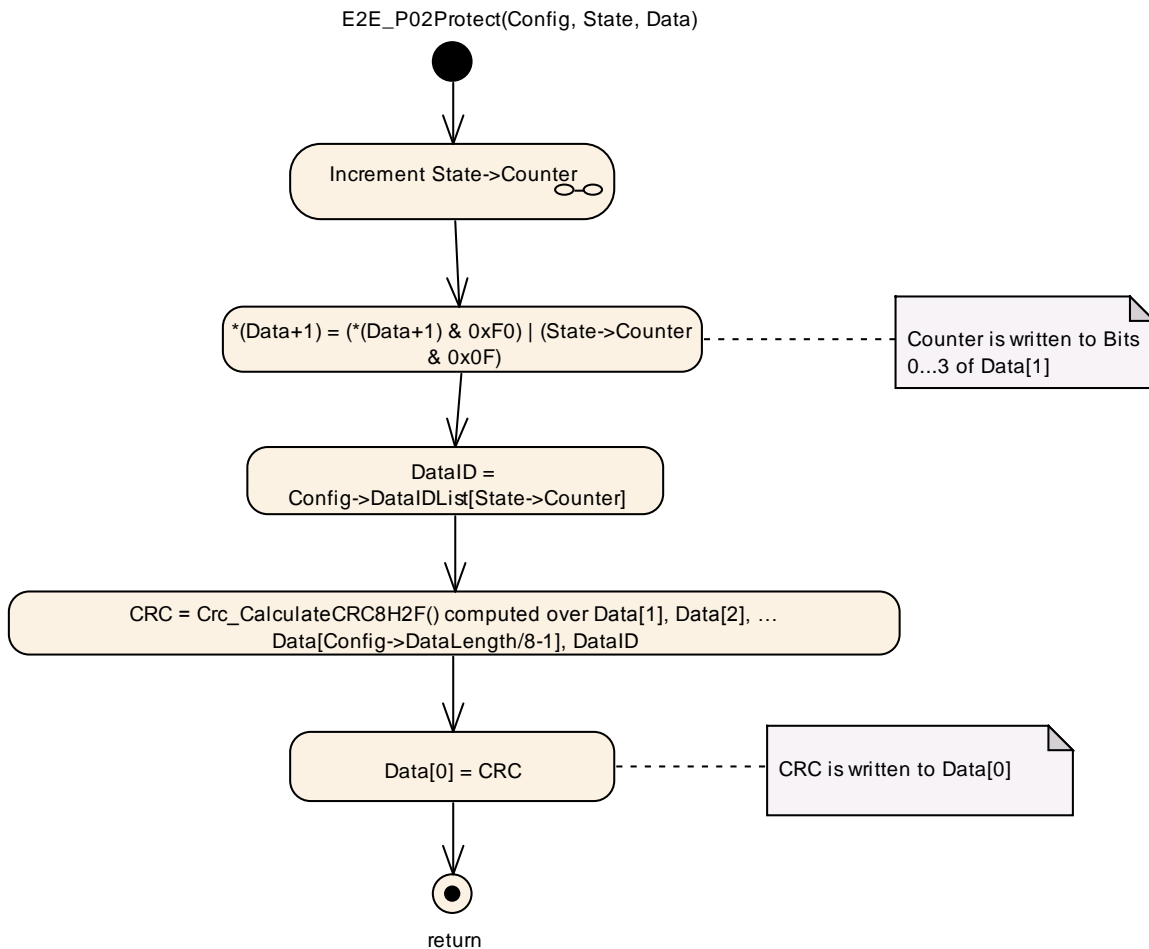 E2E_P02Protect(Config, State, Data)
Increment State->Counter
*(Data+1) = (*(Data+1) & 0xF0) | (State->Counter
& 0x0F)
Counter is written to Bits
0...3 of Data[1]
DataID =
Config->DataIDList[State->Counter]
CRC = Crc_CalculateCRC8H2F() computed over Data[1], Data[2], …
Data[Config->DataLength/8-1], DataID
Data[0] = CRC
CRC is written to Data[0]
return